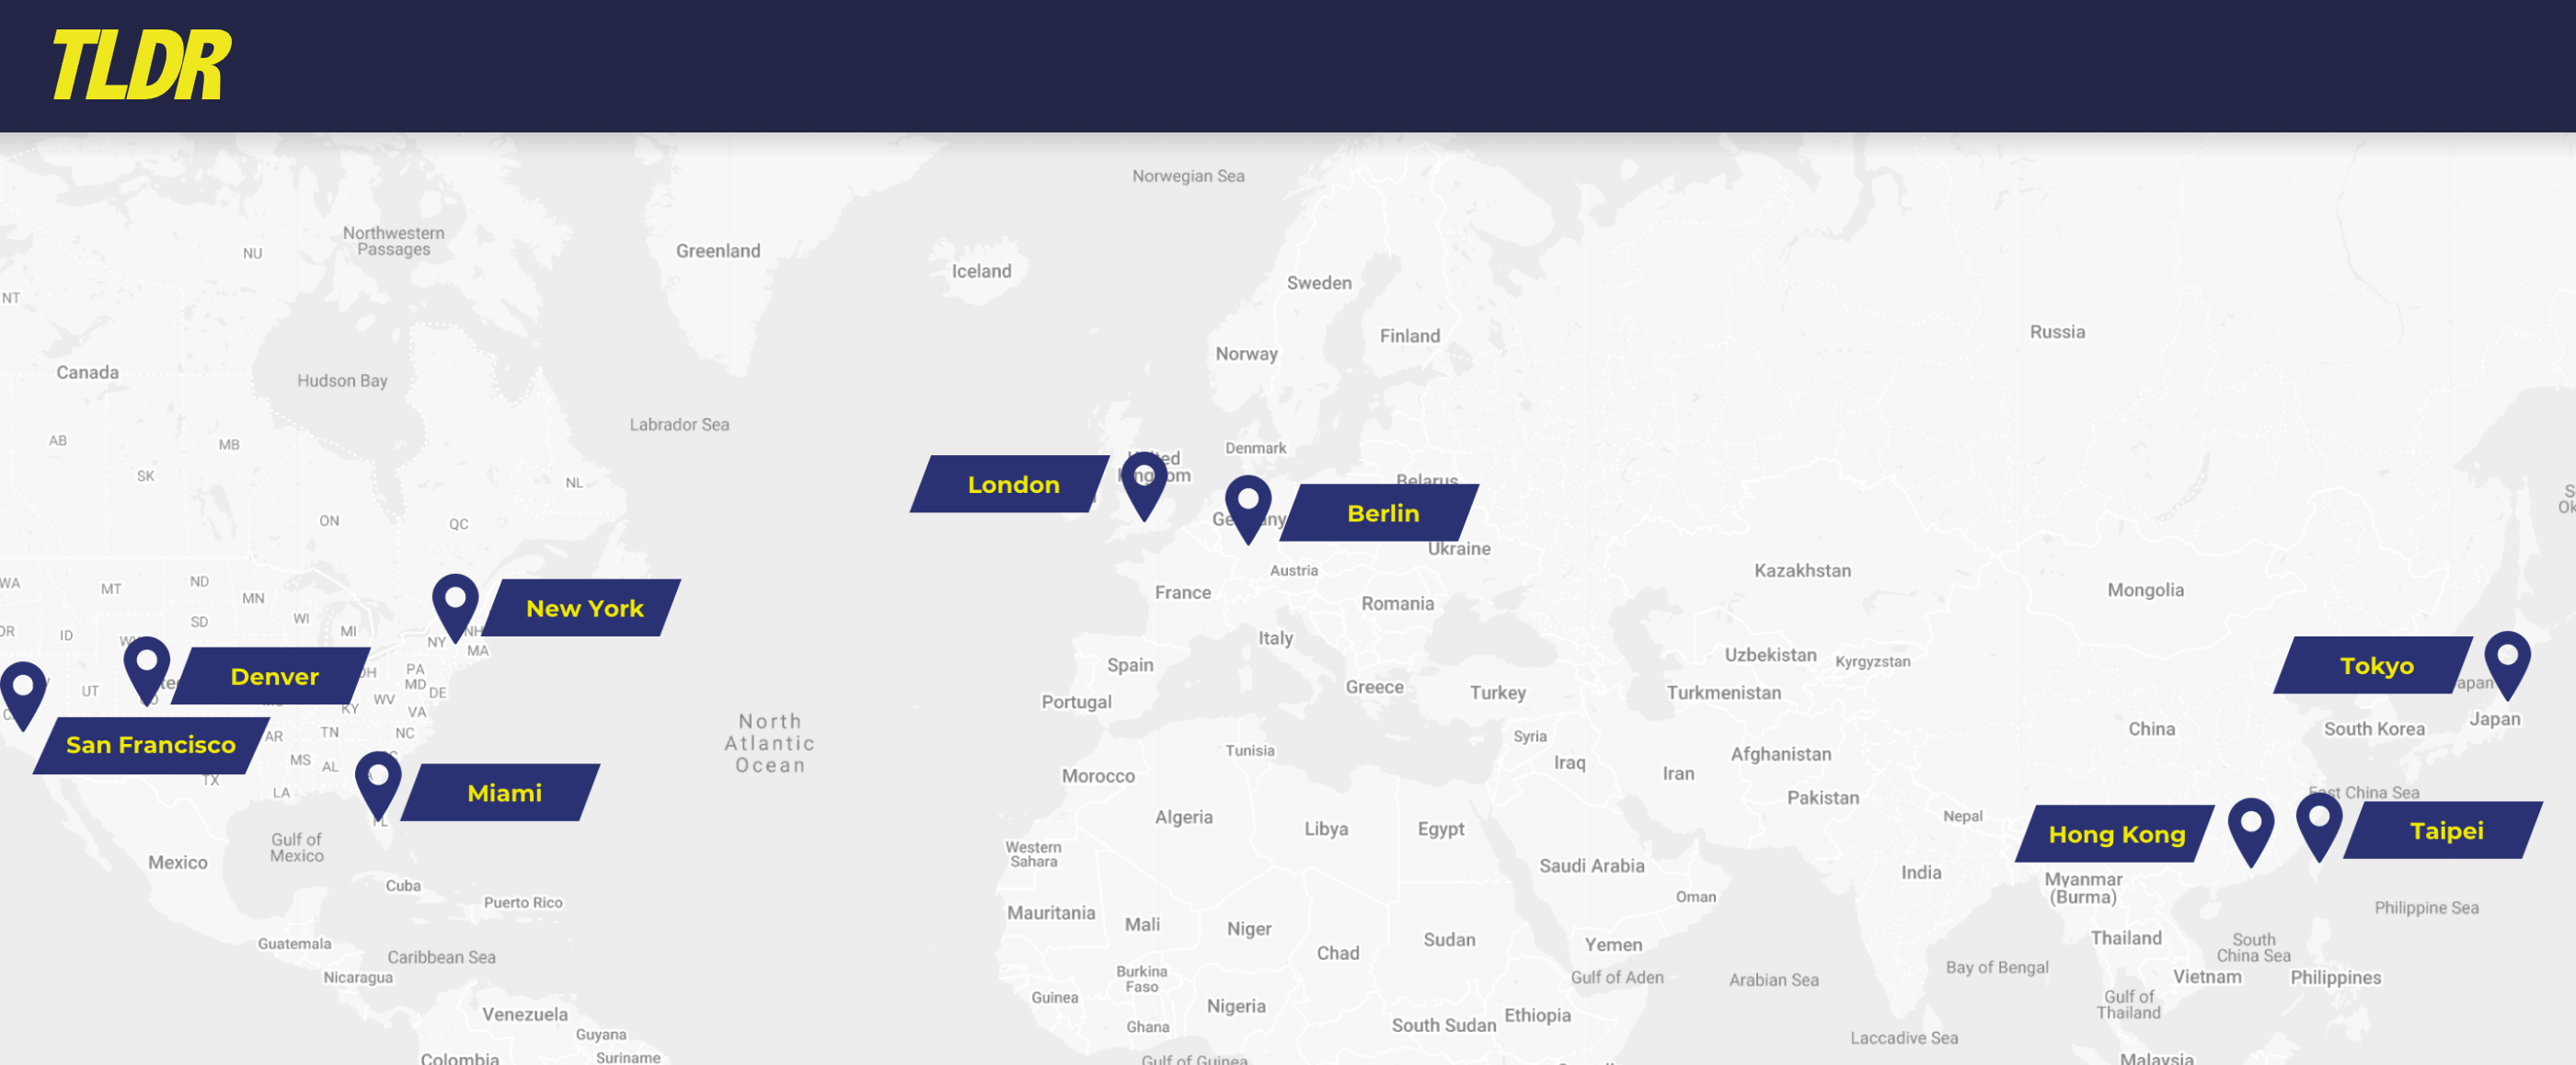 TLDR
Norwegian Sea
Northwestern
Passages
NU
Greenland
Iceland
NT
Sweden
Russia
Finland
Norway
Canada
Hudson Bay
Labrador Sea
AB
MB
Denmark
SK
NL
London
United
Kingdom
Belarus
ON
QC
Berlin
Ukraine
Austria
Kazakhstan
Mongolia
WA
MT
ND
MN
France
Romania
New York
SD
WI
MI
ID
NY
NH
MA
Italy
Uzbekistan
Kyrgyzstan
Spain
Tokyo
Denver
PA
MD
DE
UT
WV
KY
VA
Portugal
Greece
Turkey
Turkmenistan
Japan
South Korea
China
San Francisco
AR
TN
NC
North
Atlantic
Ocean
Tunisia
Syria
Iraq
Iran
Afghanistan
MS
AL
TX
LA
Miami
Morocco
Pakistan
East China Sea
Algeria
Libya
Egypt
Nepal
Hong Kong
Taipei
Gulf of
Mexico
Mexico
Western
Sahara
Saudi Arabia
India
Myanmar
(Burma)
Cuba
Puerto Rico
Oman
Mauritania
Mali
Niger
Chad
Sudan
Yemen
Philippine Sea
Thailand
South
China Sea
Guatemala
Caribbean Sea
Nicaragua
Burkina
Faso
Gulf of Aden
Arabian Sea
Bay of Bengal
Vietnam
Philippines
Guinea
Nigeria
Gulf of
Thailand
Venezuela
Guyana
Ghana
South Sudan
Ethiopia
Laccadive Sea
Colombia
Suriname
Gulf of Guinea
Malaysia